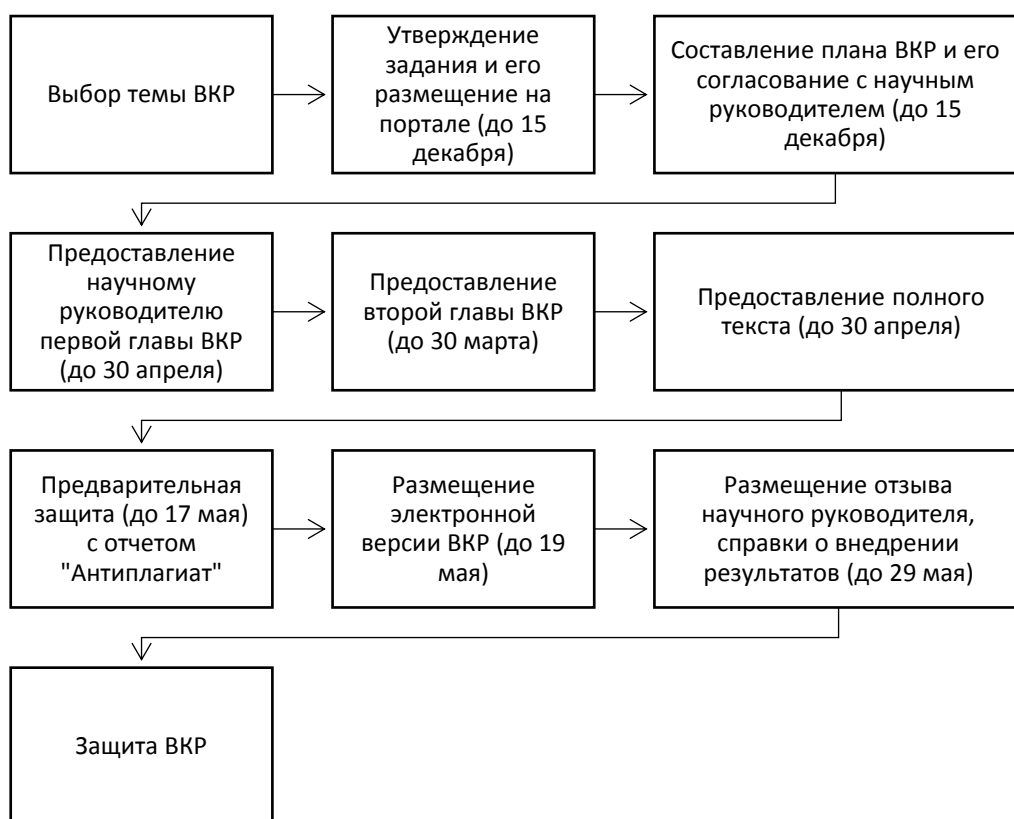 Выбор темы ВКР
Утверждение
задания и его
размещение на
портале (до 15
декабря)
Составление плана ВКР и его
согласование с научным
руководителем (до 15
декабря)
Предоставление
научному
руководителю
первой главы ВКР
(до 30 апреля)
Предоставление
второй главы ВКР
(до 30 марта)
Предоставление полного
текста (до 30 апреля)
Предварительная
защита (до 17 мая)
с отчетом
"Антиплагиат"
Размещение
электронной
версии ВКР (до 19
мая)
Размещение отзыва
научного руководителя,
справки о внедрении
результатов (до 29 мая)
Защита ВКР